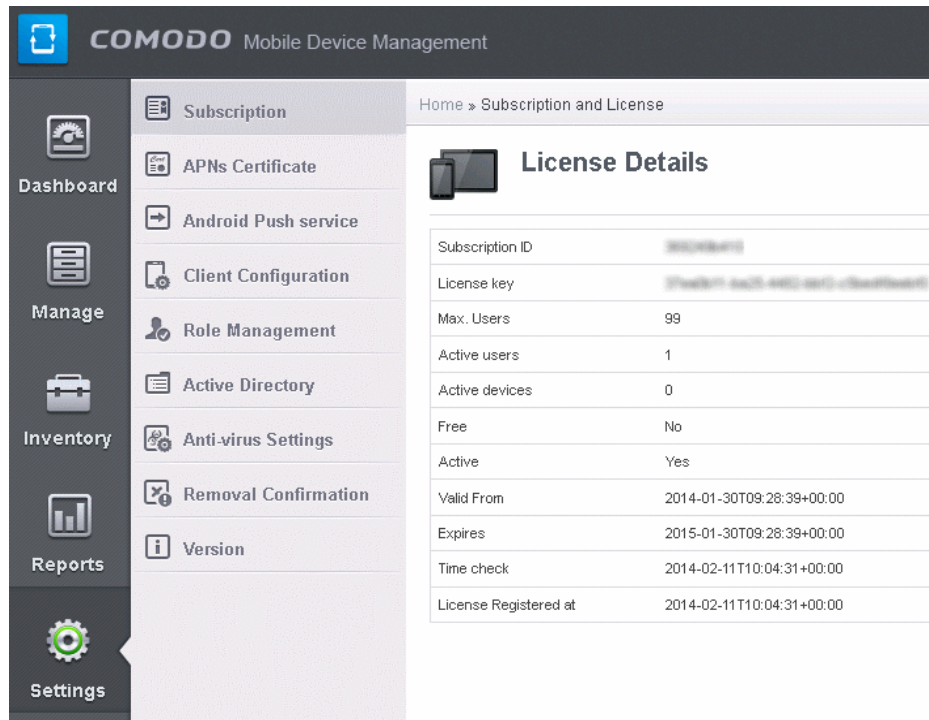 COMODO Mobile Device Management
Dashboard
Manage
Inventory
Reports
Settings
Subscription
APNs Certificate
Android Push service
Client Configuration
Role Management
Active Directory
Anti-virus Settings
Removal Confirmation
Version
Home » Subscription and License
License Details
Subscription ID
License key
Max. Users 99
Active users 1
Active devices 0
Free No
Active Yes
Valid From 2014-01-30T09:28:39+00:00
Expires 2015-01-30T09:28:39+00:00
Time check 2014-02-11T10:04:31+00:00
License Registered at 2014-02-11T10:04:31+00:00